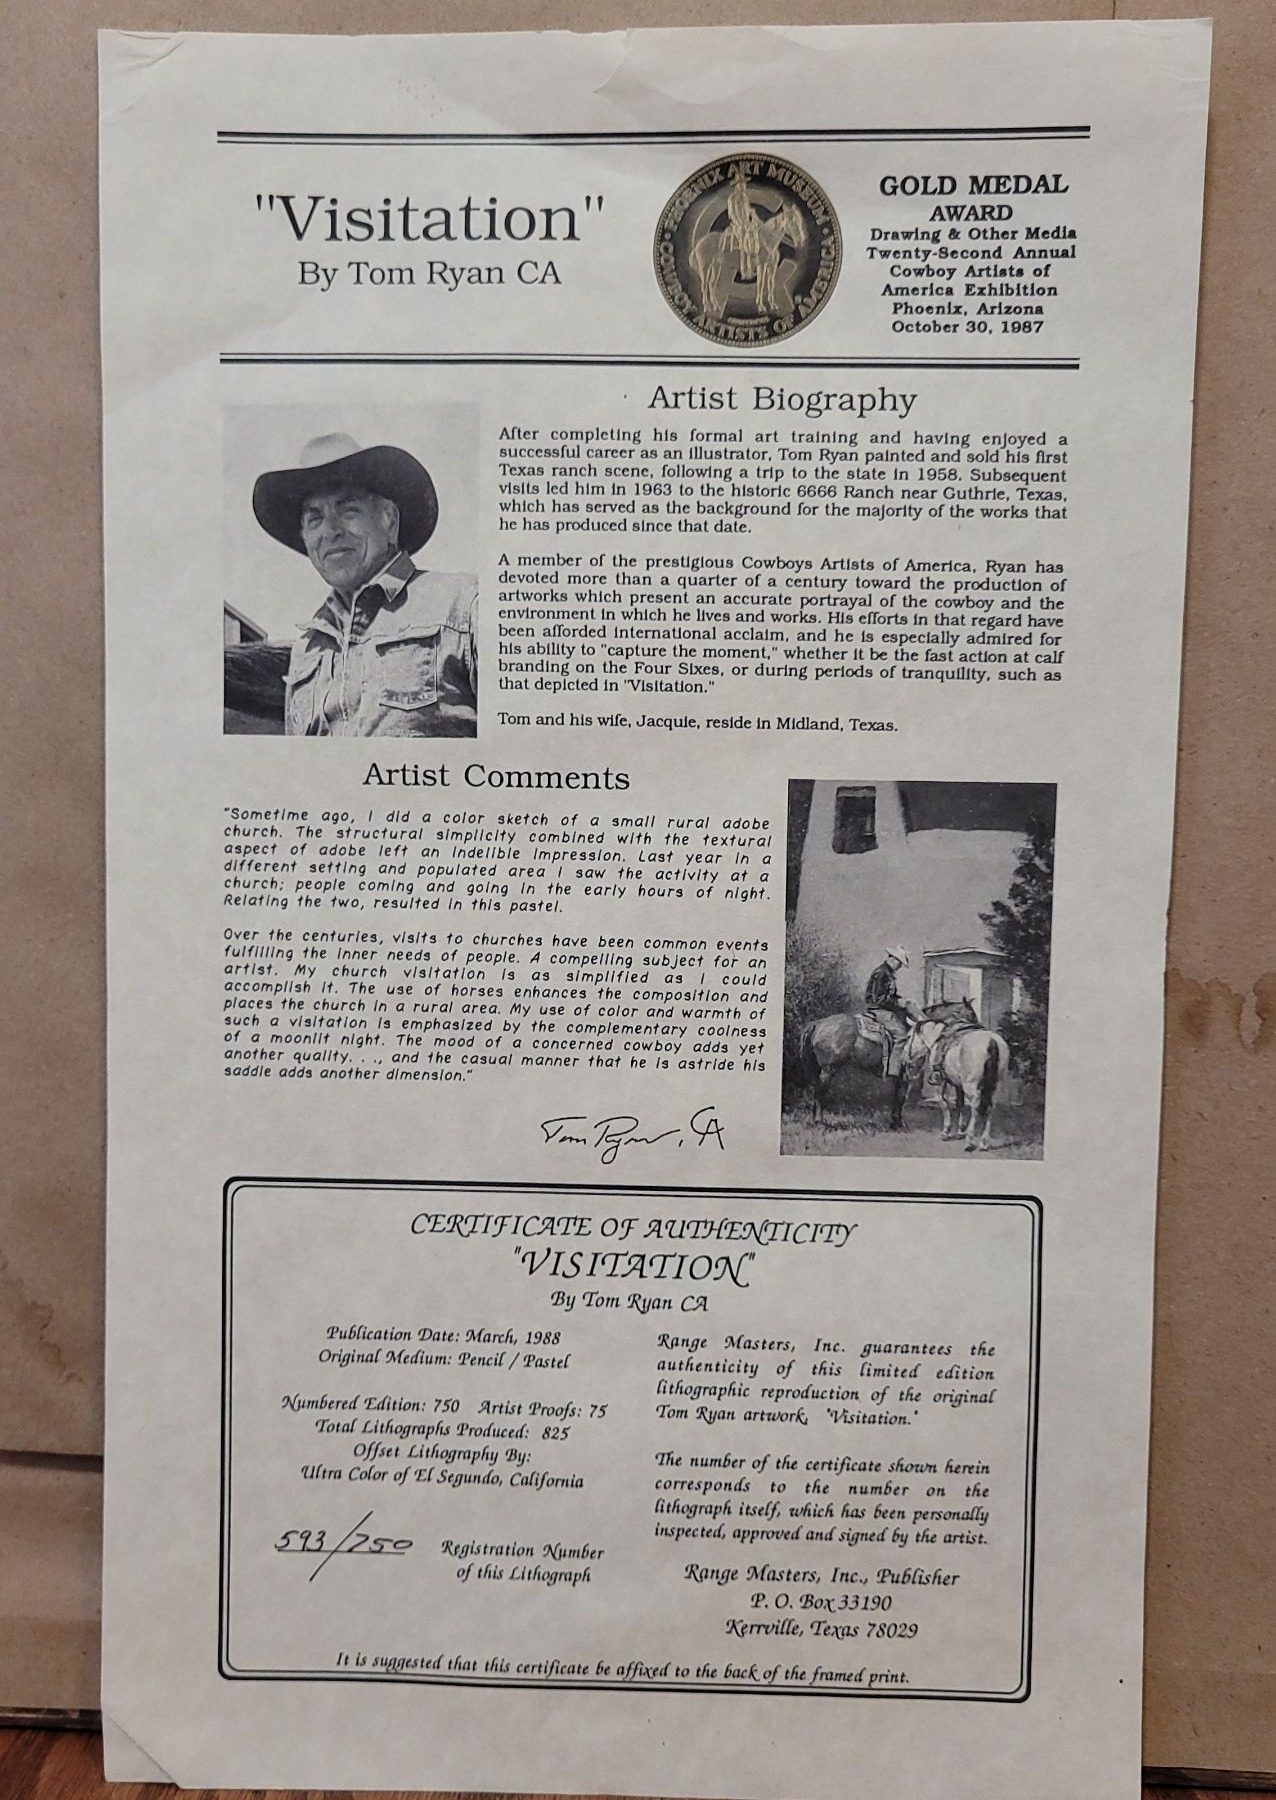 "Visitation"
By Tom Ryan CA
PHOENIX ART MUSEUM
COWBOY ARTISTS OF AMERICA
GOLD MEDAL
AWARD
Drawing & Other Media
Twenty-Second Annual
Cowboy Artists of
America Exhibition
Phoenix, Arizona
October 30, 1987
Artist Biography
After completing his formal art training and having enjoyed a
successful career as an illustrator, Tom Ryan painted and sold his first
Texas ranch scene, following a trip to the state in 1958. Subsequent
visits led him in 1963 to the historic 6666 Ranch near Guthrie, Texas,
which has served as the background for the majority of the works that
he has produced since that date.
A member of the prestigious Cowboys Artists of America, Ryan has
devoted more than a quarter of a century toward the production of
artworks which present an accurate portrayal of the cowboy and the
environment in which he lives and works. His efforts in that regard have
been afforded international acclaim, and he is especially admired for
his ability to "capture the moment," whether it be the fast action at calf
branding on the Four Sixes, or during periods of tranquility, such as
that depicted in "Visitation."
Tom and his wife, Jacquie, reside in Midland, Texas.
Artist Comments
"Sometime ago, I did a color sketch of a small rural adobe
church. The structural simplicity combined with the textural
aspect of adobe left an indelible impression. Last year in a
different setting and populated area I saw the activity at a
church; people coming and going in the early hours of night.
Relating the two, resulted in this pastel.
Over the centuries, visits to churches have been common events
fulfilling the inner needs of people. A compelling subject for an
artist. My church visitation is as simplified as I could
accomplish it. The use of horses enhances the composition and
places the church in a rural area. My use of color and warmth of
such a visitation is emphasized by the complementary coolness
of a moonlit night. The mood of a concerned cowboy adds yet
another quality. . ., and the casual manner that he is astride his
saddle adds another dimension."
Tom Ryan, CA
CERTIFICATE OF AUTHENTICITY
"VISITATION"
By Tom Ryan CA
Publication Date: March, 1988
Original Medium: Pencil / Pastel
Numbered Edition: 750 Artist Proofs: 75
Total Lithographs Produced: 825
Offset Lithography By:
Ultra Color of El Segundo, California
593/750 Registration Number
of this Lithograph
Range Masters, Inc. guarantees the
authenticity of this limited edition
lithographic reproduction of the original
Tom Ryan artwork, "Visitation."
The number of the certificate shown herein
corresponds to the number on the
lithograph itself, which has been personally
inspected, approved and signed by the artist.
Range Masters, Inc., Publisher
P. O. Box 33190
Kerrville, Texas 78029
It is suggested that this certificate be affixed to the back of the framed print.